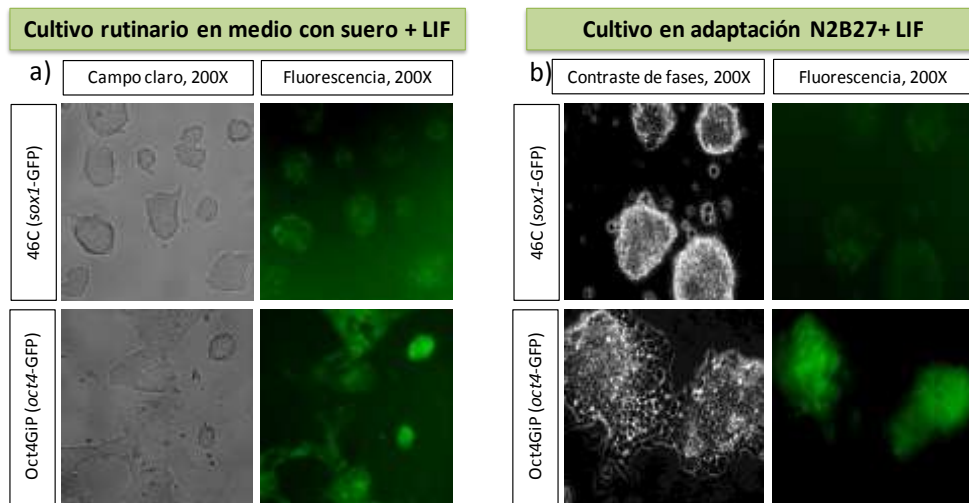 Cultivo rutinario en medio con suero + LIF
a)
Campo claro, 200X
Fluorescencia, 200X
46C (sox1-GFP)
Oct4GiP (oct4-GFP)
Cultivo en adaptación N2B27+ LIF
b)
Contraste de fases, 200X
Fluorescencia, 200X
46C (sox1-GFP)
Oct4GiP (oct4-GFP)